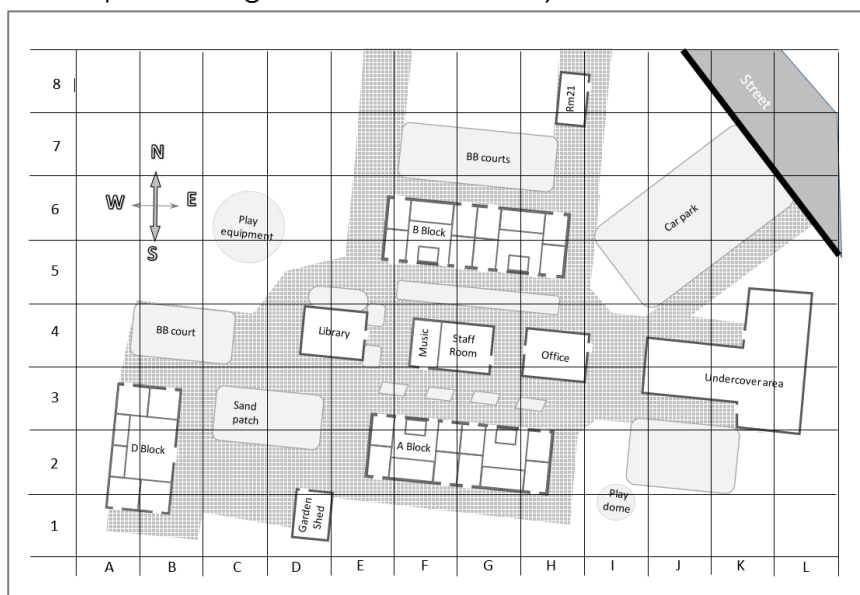 8
Rm21
Street
7
N
BB courts
6
W
E
Play
equipment
B Block
Car park
S
5
4
BB court
Library
Music
Staff
Room
Office
Undercover area
3
Sand
patch
2
D Block
A Block
1
Garden
Shed
Play
dome
A B C D E F G H I J K L